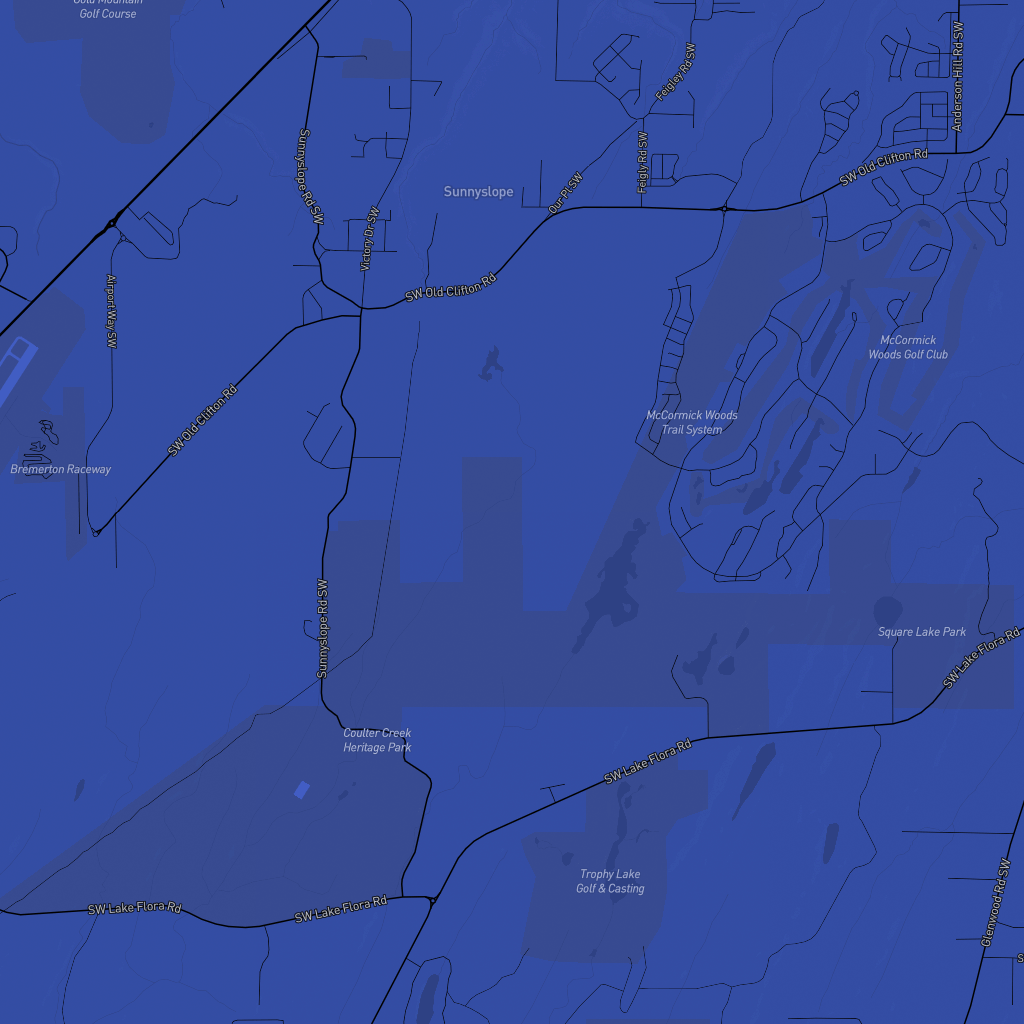 Gold Mountain
Golf Course
Feigley Rd SW
Anderson Hill Rd SW
Sunnyslope Rd SW
Feigly Rd SW
SW Old Clifton Rd
Sunnyslope
Our Pl SW
Victory Dr SW
Airport Way SW
SW Old Clifton Rd
McCormick
Woods Golf Club
SW Old Clifton Rd
McCormick Woods
Trail System
Bremerton Raceway
Sunnyslope Rd SW
Square Lake Park
SW Lake Flora Rd
Coulter Creek
Heritage Park
SW Lake Flora Rd
Trophy Lake
Golf & Casting
Glenwood Rd SW
SW Lake Flora Rd
SW Lake Flora Rd
S